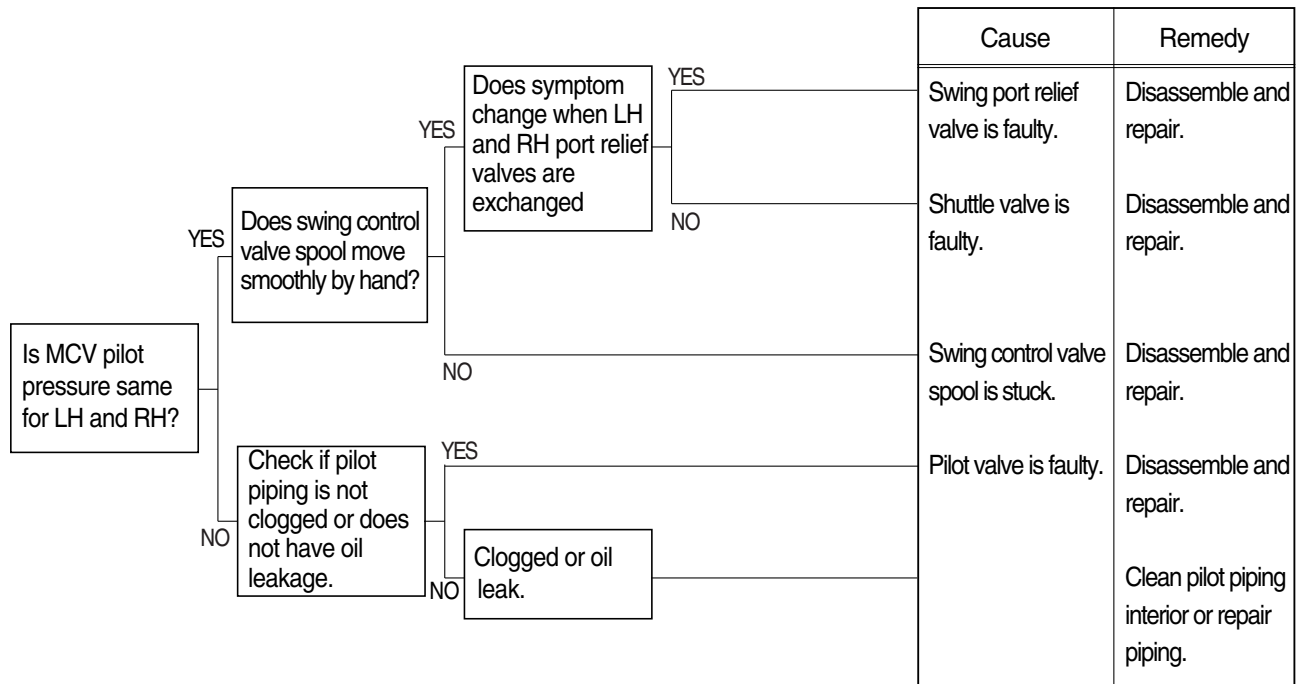 Cause
Remedy
Does symptom
change when LH
and RH port relief
valves are
exchanged
YES
YES
NO
Swing port relief
valve is faulty.
Disassemble and
repair.
Does swing control
valve spool move
smoothly by hand?
YES
NO
Shuttle valve is
faulty.
Disassemble and
repair.
Is MCV pilot
pressure same
for LH and RH?
NO
Swing control valve
spool is stuck.
Disassemble and
repair.
Check if pilot
piping is not
clogged or does
not have oil
leakage.
YES
NO
Pilot valve is faulty.
Disassemble and
repair.
Clogged or oil
leak.
Clean pilot piping
interior or repair
piping.